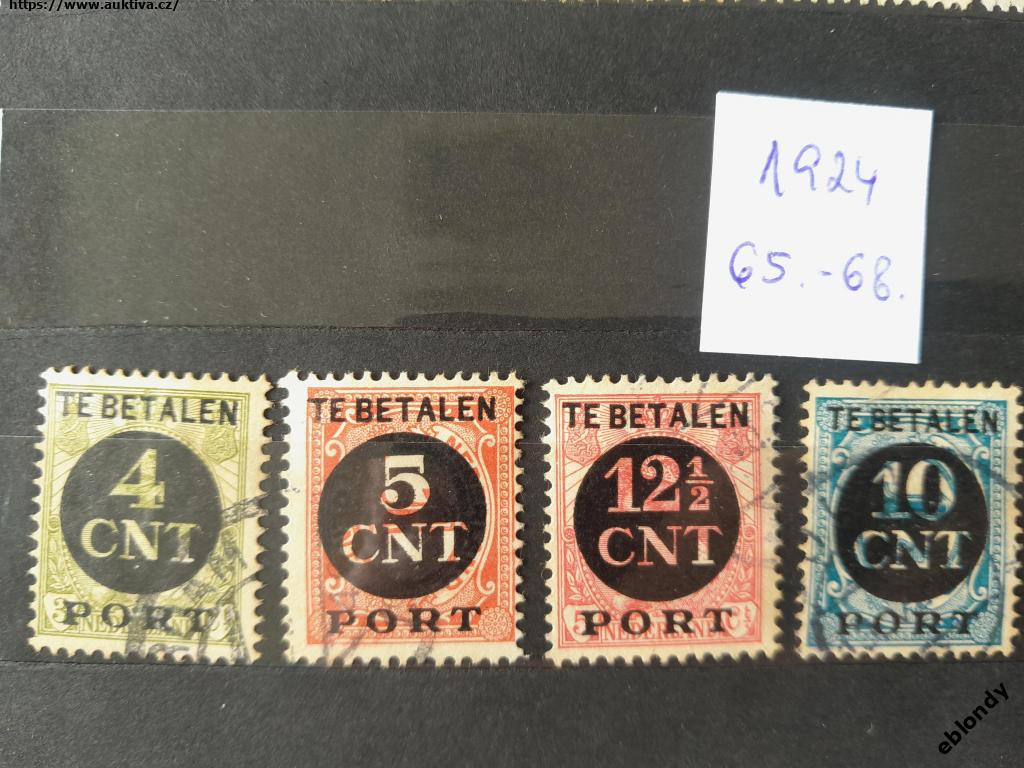 https://www.auktiva.cz/
1924
65.-68.
TE BETALEN
4
CNT
PORT
TE BETALEN
5
CNT
PORT
TE BETALEN
12½
CNT
PORT
TE BETALEN
10
CNT
PORT
eblondy